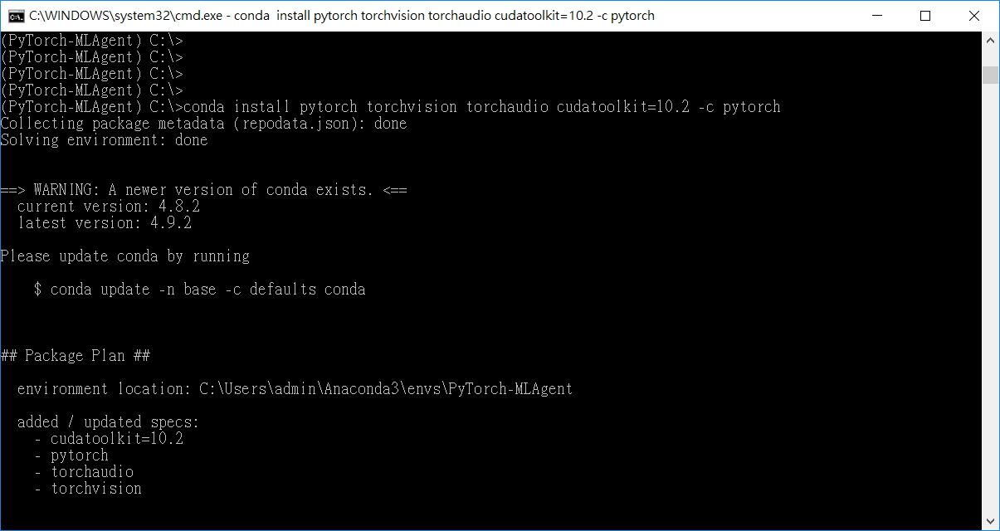 C:\WINDOWS\system32\cmd.exe - conda  install pytorch torchvision torchaudio cudatoolkit=10.2 -c pytorch
(PyTorch-MLAgent) C:\>
(PyTorch-MLAgent) C:\>
(PyTorch-MLAgent) C:\>
(PyTorch-MLAgent) C:\>
(PyTorch-MLAgent) C:\>conda install pytorch torchvision torchaudio cudatoolkit=10.2 -c pytorch
Collecting package metadata (repodata.json): done
Solving environment: done
==> WARNING: A newer version of conda exists. <==
  current version: 4.8.2
  latest version: 4.9.2
Please update conda by running
    $ conda update -n base -c defaults conda
## Package Plan ##
  environment location: C:\Users\admin\Anaconda3\envs\PyTorch-MLAgent
  added / updated specs:
    - cudatoolkit=10.2
    - pytorch
    - torchaudio
    - torchvision